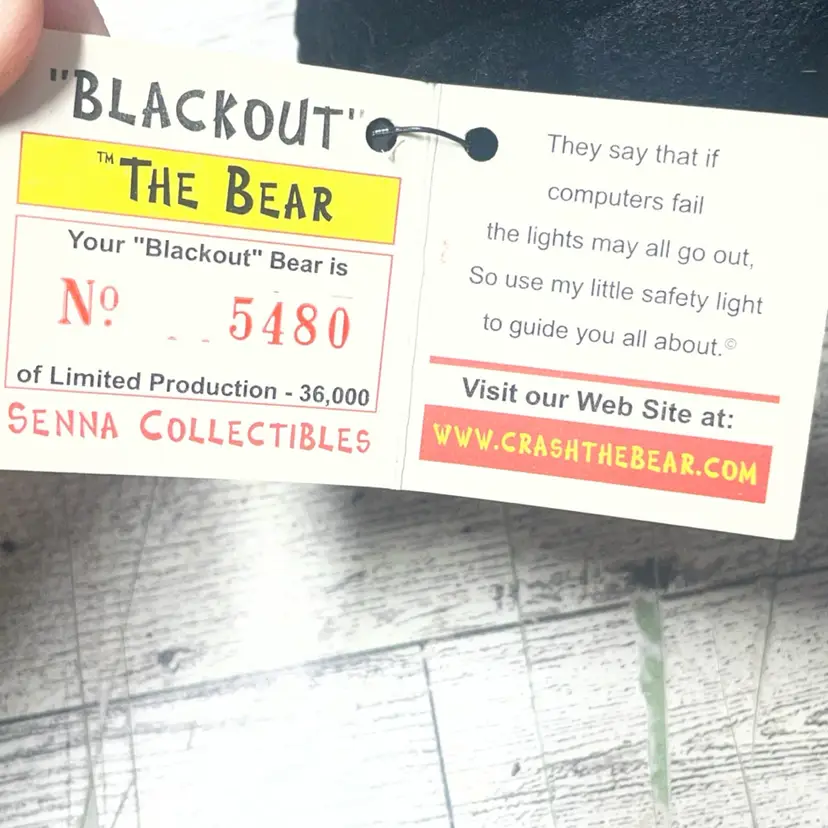 "BLACKOUT"
™THE BEAR
Your "Blackout" Bear is
Nº 5480
of Limited Production - 36,000
SENNA COLLECTIBLES
They say that if
computers fail
the lights may all go out,
So use my little safety light
to guide you all about.©
Visit our Web Site at:
WWW.CRASHTHEBEAR.COM